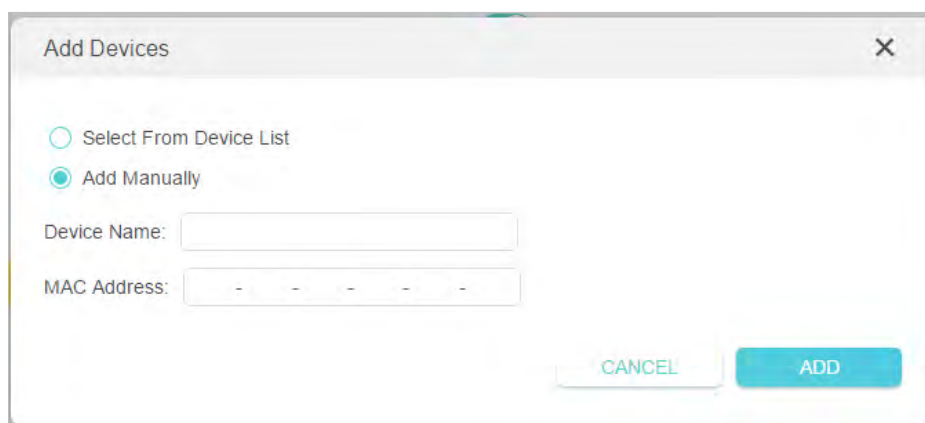 Add Devices
Select From Device List
Add Manually
Device Name:
MAC Address: - - - - -
CANCEL ADD